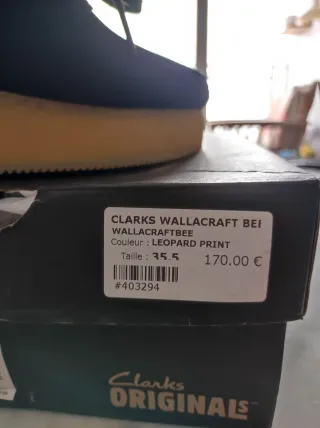 CLARKS WALLACRAFT BEI
WALLACRAFTBEE
Couleur : LEOPARD PRINT
Taille : 35.5
170.00 €
#403294
Clarks
ORIGINALS